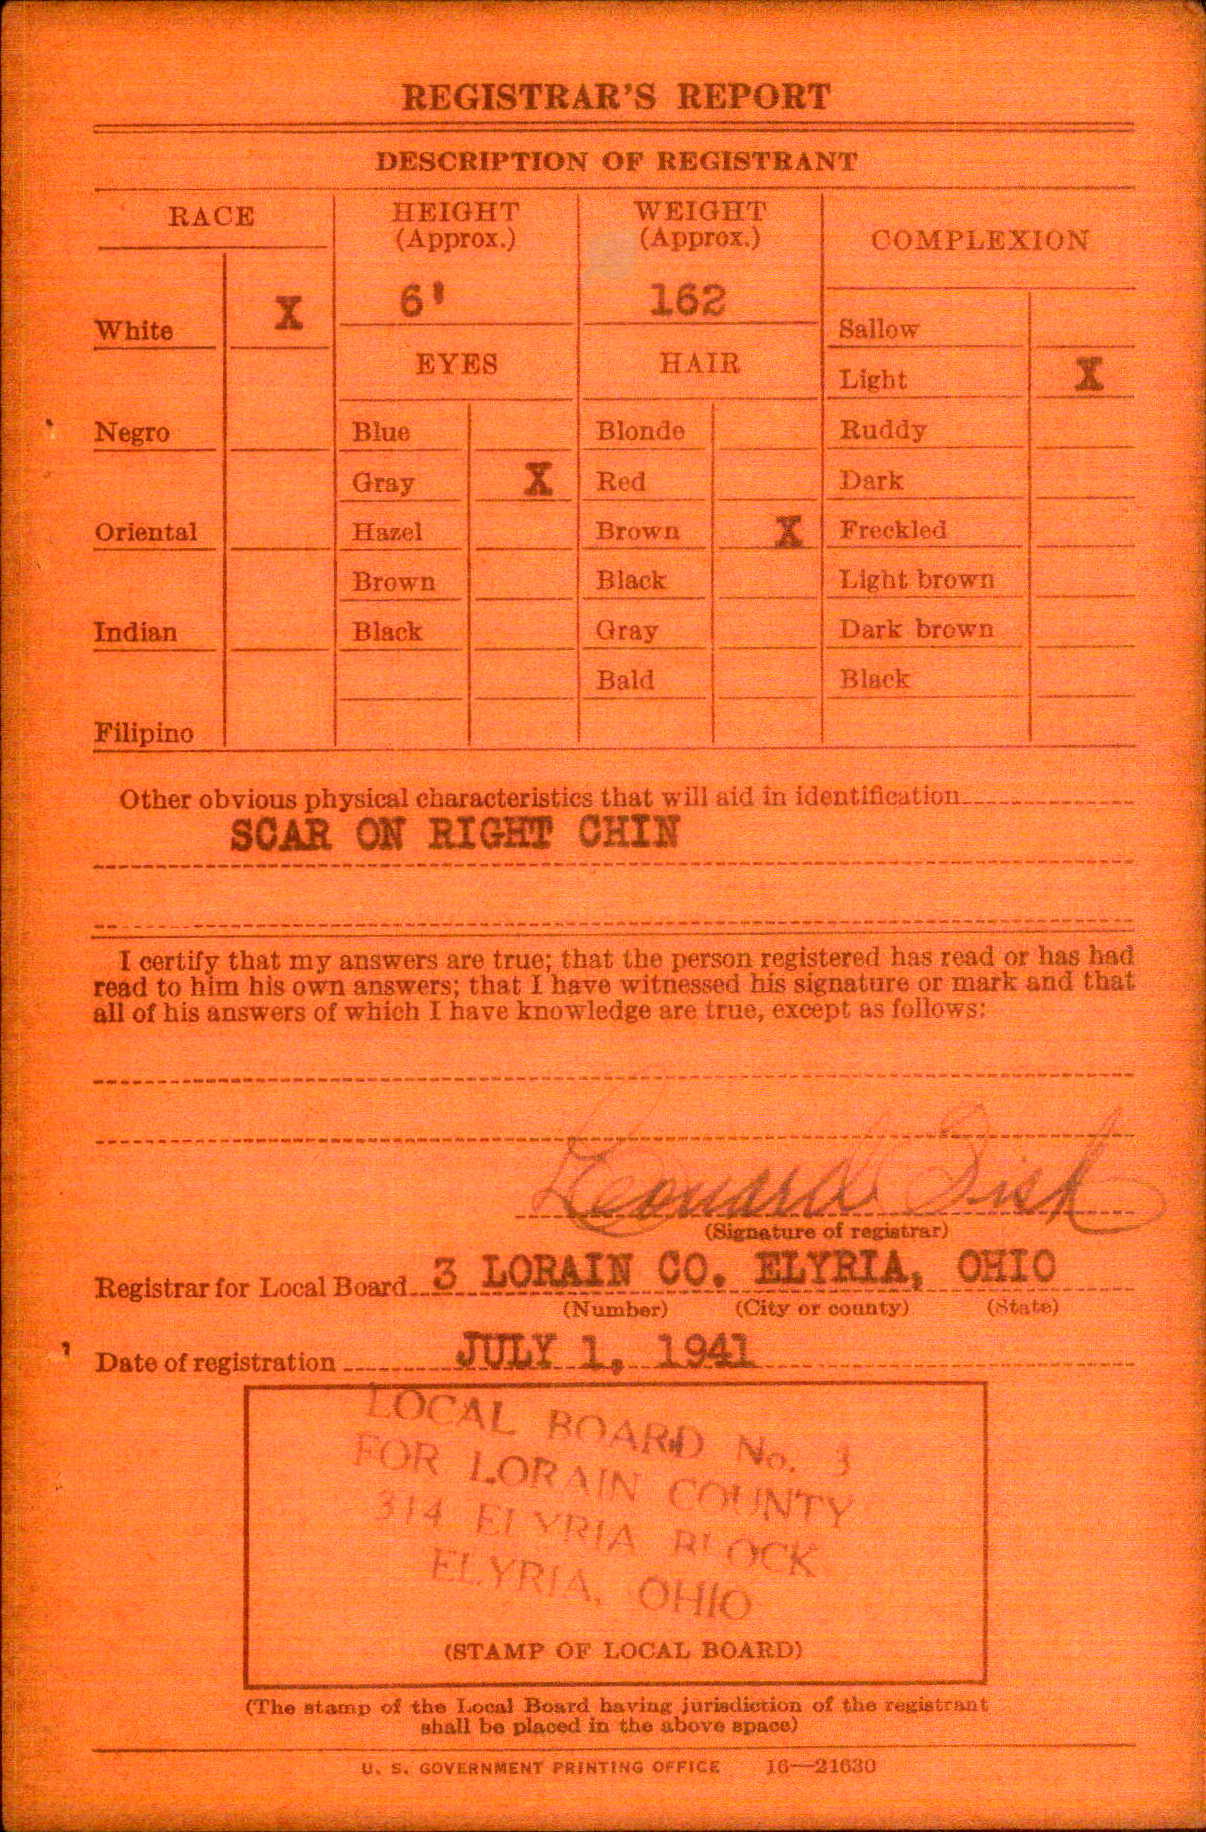 REGISTRAR'S REPORT
DESCRIPTION OF REGISTRANT
RACE
HEIGHT
(Approx.)
WEIGHT
(Approx.)
COMPLEXION
White X
6'
162
Sallow
EYES
HAIR
Light X
Negro
Blue
Blonde
Ruddy
Gray X
Red
Dark
Oriental
Hazel
Brown X
Freckled
Brown
Black
Light brown
Indian
Black
Gray
Dark brown
Bald
Black
Filipino
Other obvious physical characteristics that will aid in identification
SCAR ON RIGHT CHIN
I certify that my answers are true; that the person registered has read or has had
read to him his own answers; that I have witnessed his signature or mark and that
all of his answers of which I have knowledge are true, except as follows:
Leonard Fisk
(Signature of registrar)
Registrar for Local Board 3 LORAIN CO. ELYRIA, OHIO
(Number) (City or county) (State)
Date of registration JULY 1, 1941
LOCAL BOARD No. 3
FOR LORAIN COUNTY
314 ELYRIA BLOCK
ELYRIA, OHIO
(STAMP OF LOCAL BOARD)
(The stamp of the Local Board having jurisdiction of the registrant
shall be placed in the above space)
U. S. GOVERNMENT PRINTING OFFICE 16—21630